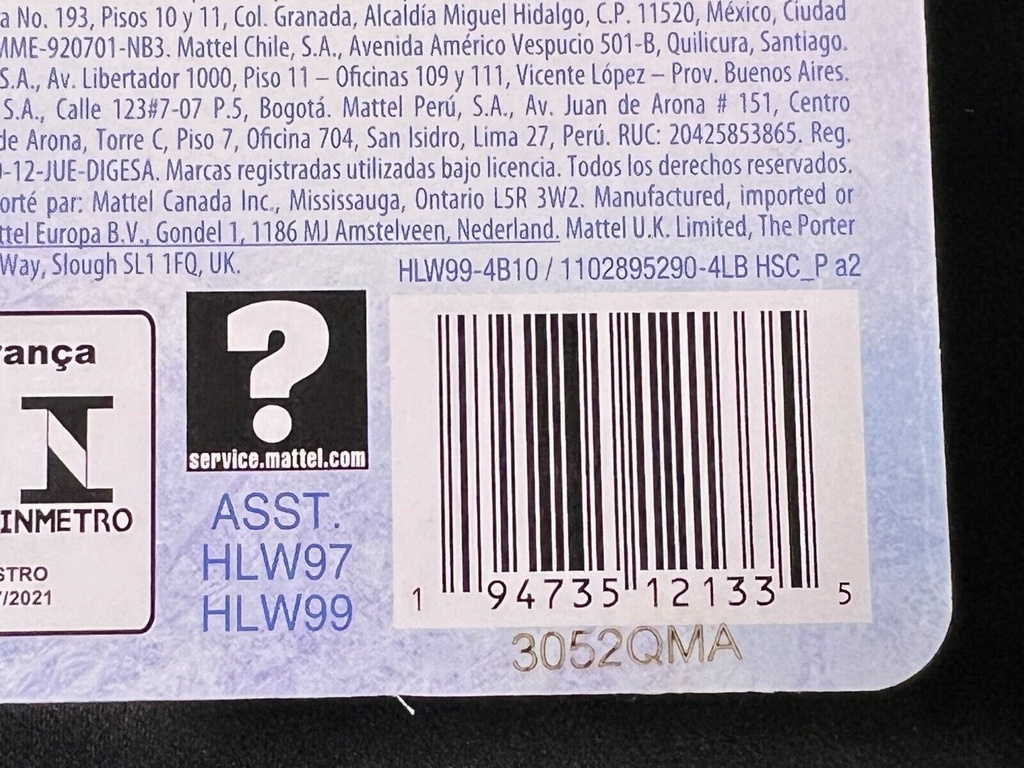 a No. 193, Pisos 10 y 11, Col. Granada, Alcaldía Miguel Hidalgo, C.P. 11520, México, Ciudad
MME-920701-NB3. Mattel Chile, S.A., Avenida Américo Vespucio 501-B, Quilicura, Santiago.
S.A., Av. Libertador 1000, Piso 11 – Oficinas 109 y 111, Vicente López – Prov. Buenos Aires.
S.A., Calle 123#7-07 P.5, Bogotá. Mattel Perú, S.A., Av. Juan de Arona # 151, Centro
de Arona, Torre C, Piso 7, Oficina 704, San Isidro, Lima 27, Perú. RUC: 20425853865. Reg.
-12-JUE-DIGESA. Marcas registradas utilizadas bajo licencia. Todos los derechos reservados.
orté par: Mattel Canada Inc., Mississauga, Ontario L5R 3W2. Manufactured, imported or
ttel Europa B.V., Gondel 1, 1186 MJ Amstelveen, Nederland. Mattel U.K. Limited, The Porter
Way, Slough SL1 1FQ, UK.
HLW99-4B10 / 1102895290-4LB HSC_P a2
rança
N
INMETRO
STRO
/2021
?
service.mattel.com
ASST.
HLW97
HLW99
1 94735 12133 5
3052QMA